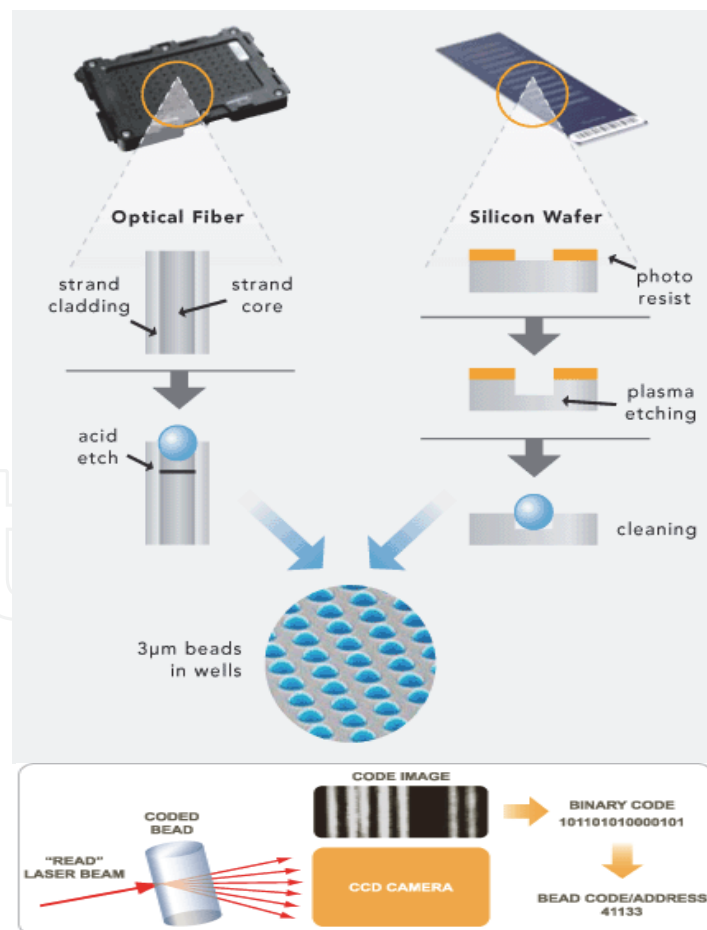 Optical Fiber
Silicon Wafer
strand
cladding
strand
core
photo
resist
acid
etch
plasma
etching
cleaning
3μm beads
in wells
CODE IMAGE
CODED
BEAD
"READ"
LASER BEAM
CCD CAMERA
BINARY CODE
101101010000101
BEAD CODE/ADDRESS
41133